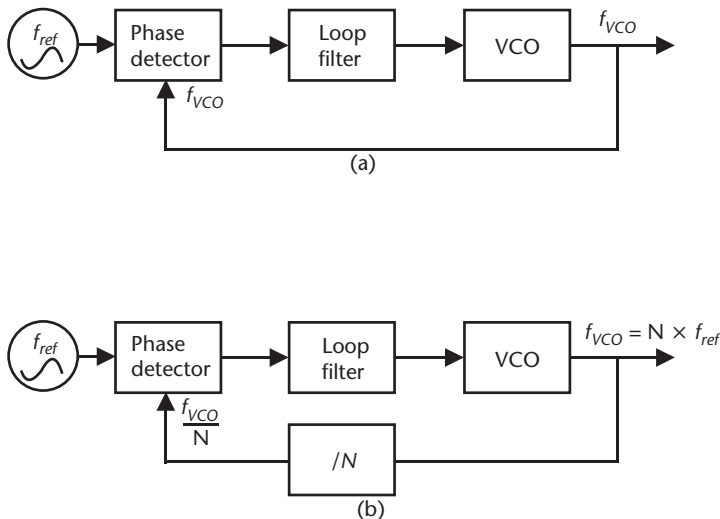 f_ref
Phase
detector
Loop
filter
VCO
f_VCO
f_VCO
(a)
f_ref
Phase
detector
Loop
filter
VCO
f_VCO = N × f_ref
f_VCO
N
/N
(b)